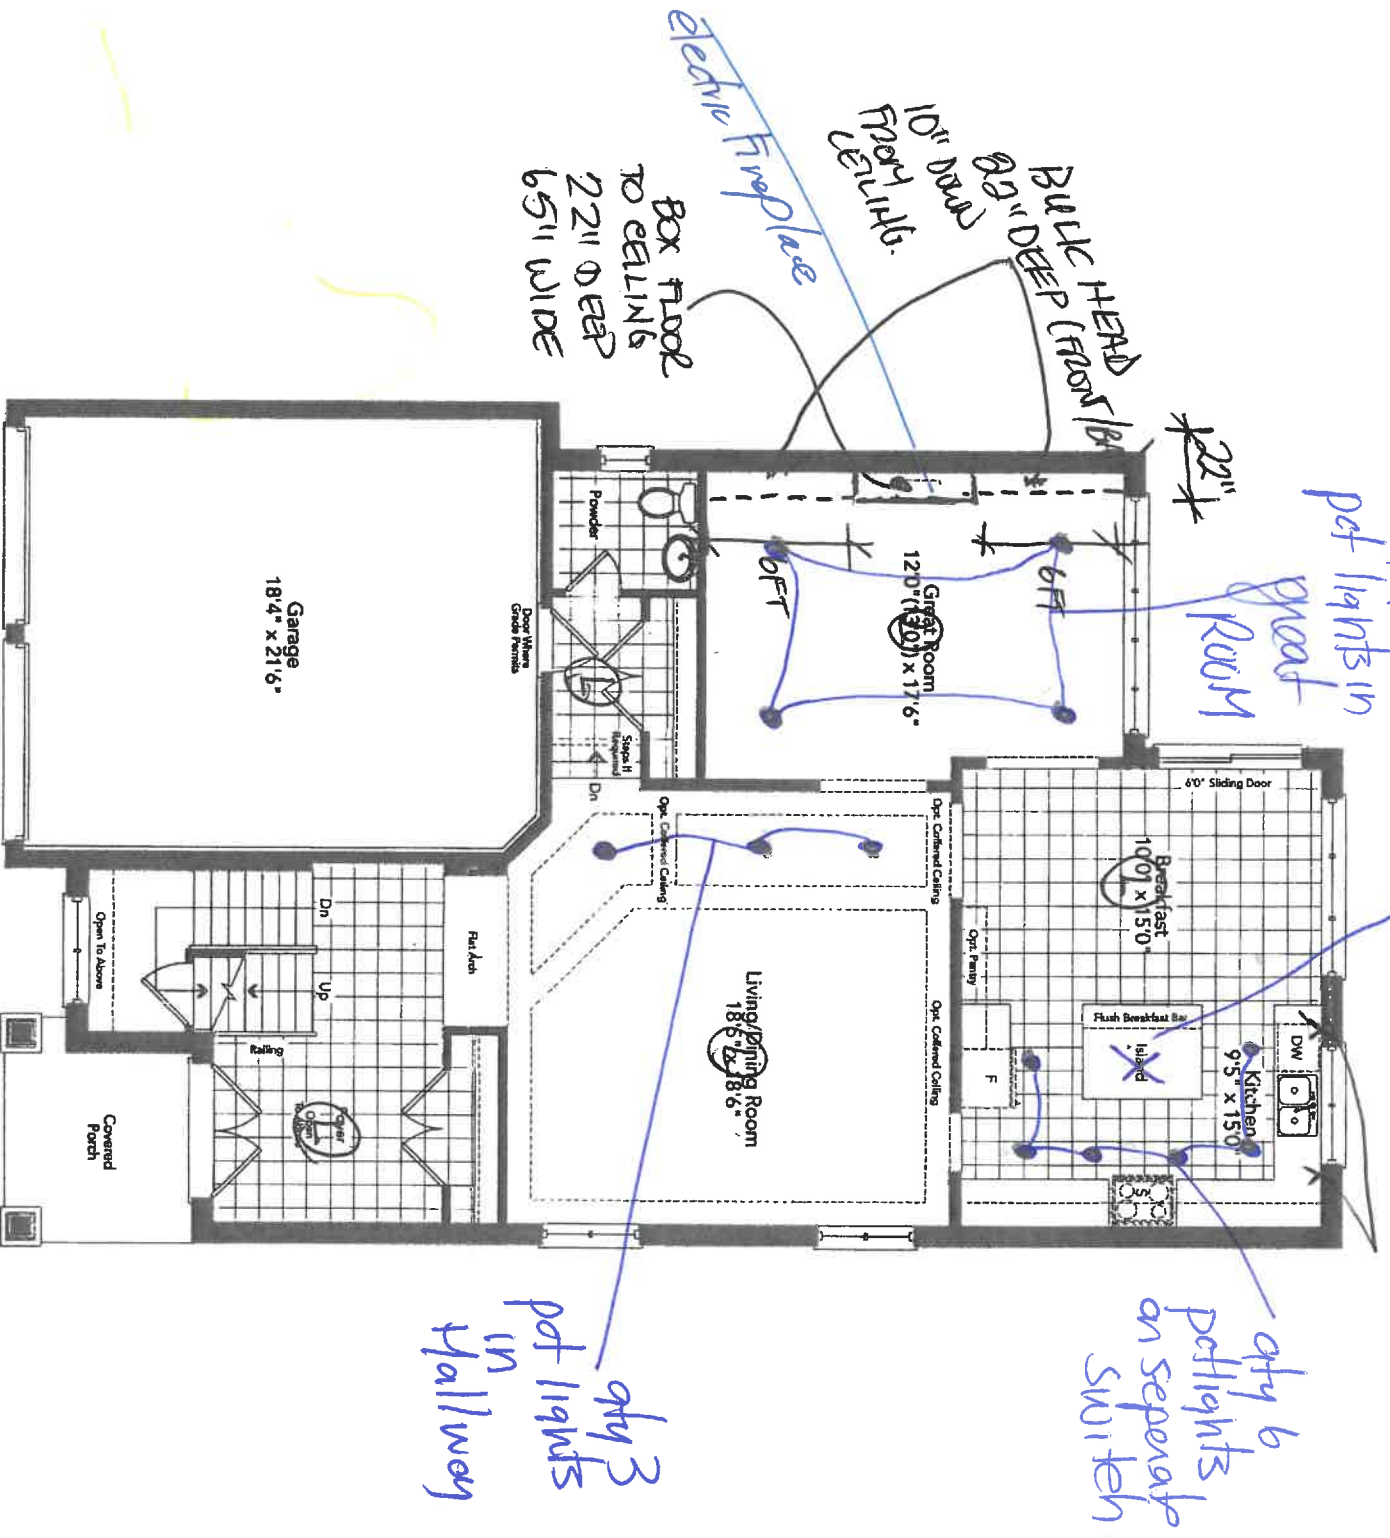 electric Fireplace
BULK HEAD
22" DEEP (FRONT/BA
10" DOWN
FROM
CEILING.
BOX FLOOR
TO CEILING
22" DEEP
65" WIDE
22"
pot lights in
great
ROOM
6FT
6FT
Great Room
12'0"(13'0") x 17'6"
Powder
Door Where
Grade Permits
Garage
18'4" x 21'6"
Steps If
Required
Dn
6'0" Sliding Door
Breakfast
10'0" x 15'0"
Opt. Coffered Ceiling
Opt. Coffered Ceiling
Opt. Coffered Ceiling
Opt. Pantry
Flush Breakfast Bar
Island
DW
Kitchen
9'5" x 15'0"
F
S
Living/Dining Room
18'6" x 18'6"
Flat Arch
Dn
Up
Open To Above
Railing
Foyer
Open
Covered
Porch
qty 6
potlights
on seperate
switch
qty 3
pot lights
in
Hallway